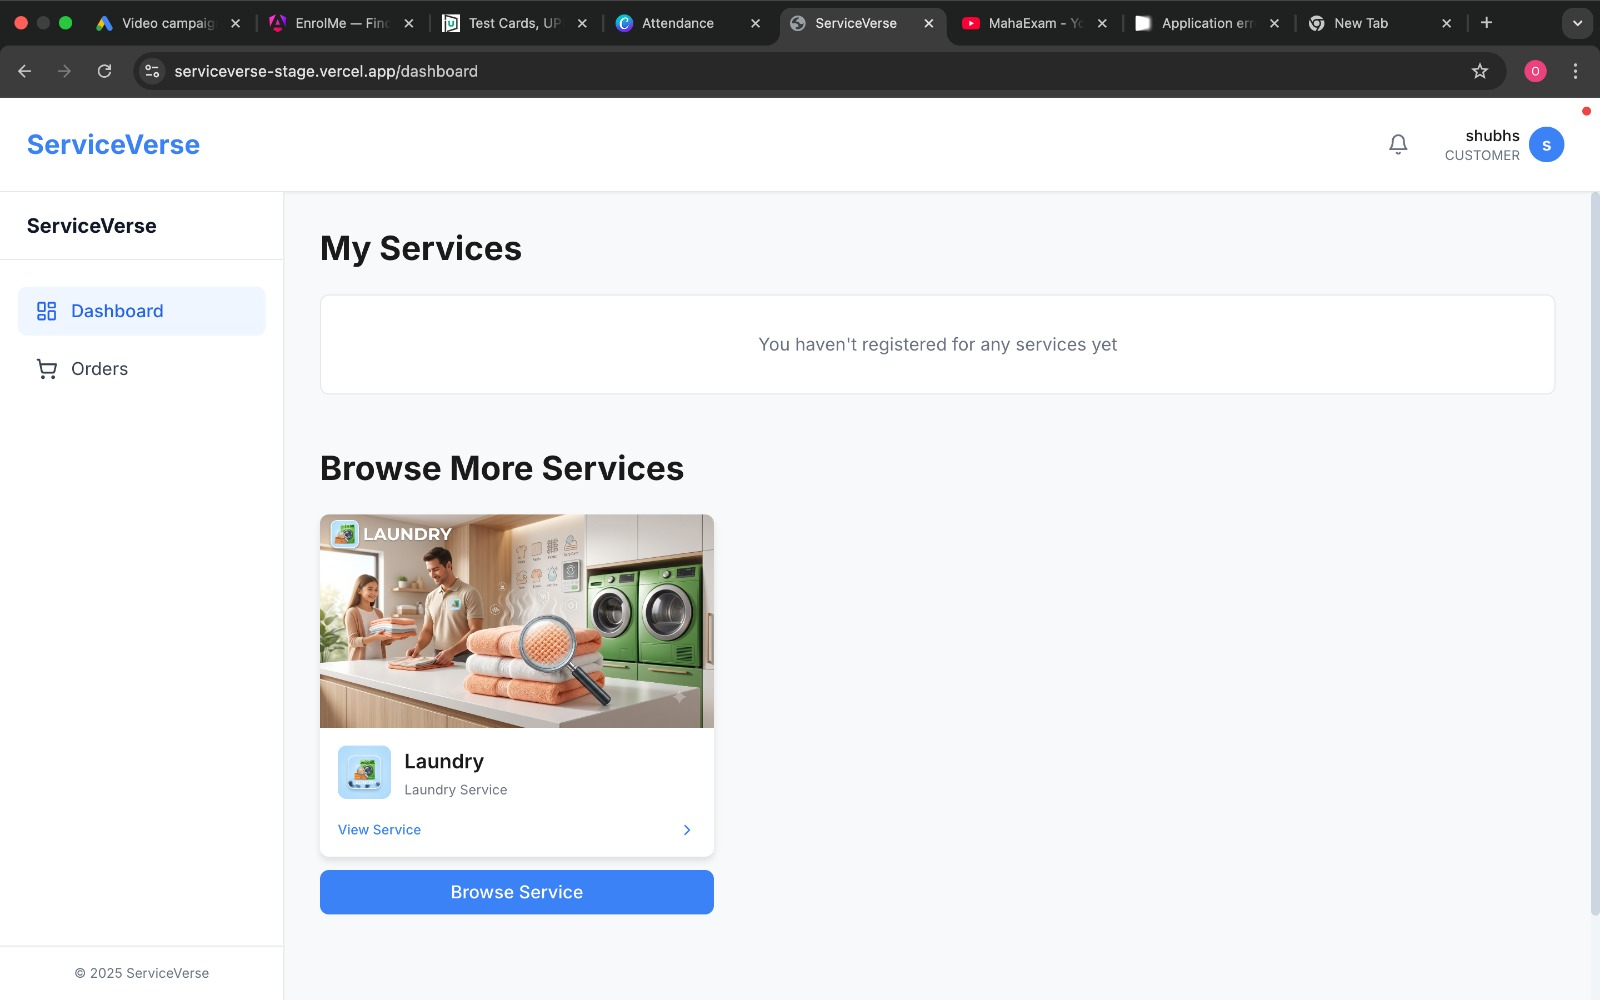 Video campaig
EnrolMe — Fin
Test Cards, UP
Attendance
ServiceVerse
MahaExam - Yo
Application err
New Tab
serviceverse-stage.vercel.app/dashboard
O
ServiceVerse
shubhs
CUSTOMER
s
ServiceVerse
Dashboard
Orders
© 2025 ServiceVerse
My Services
You haven't registered for any services yet
Browse More Services
LAUNDRY
Laundry
Laundry Service
View Service
Browse Service